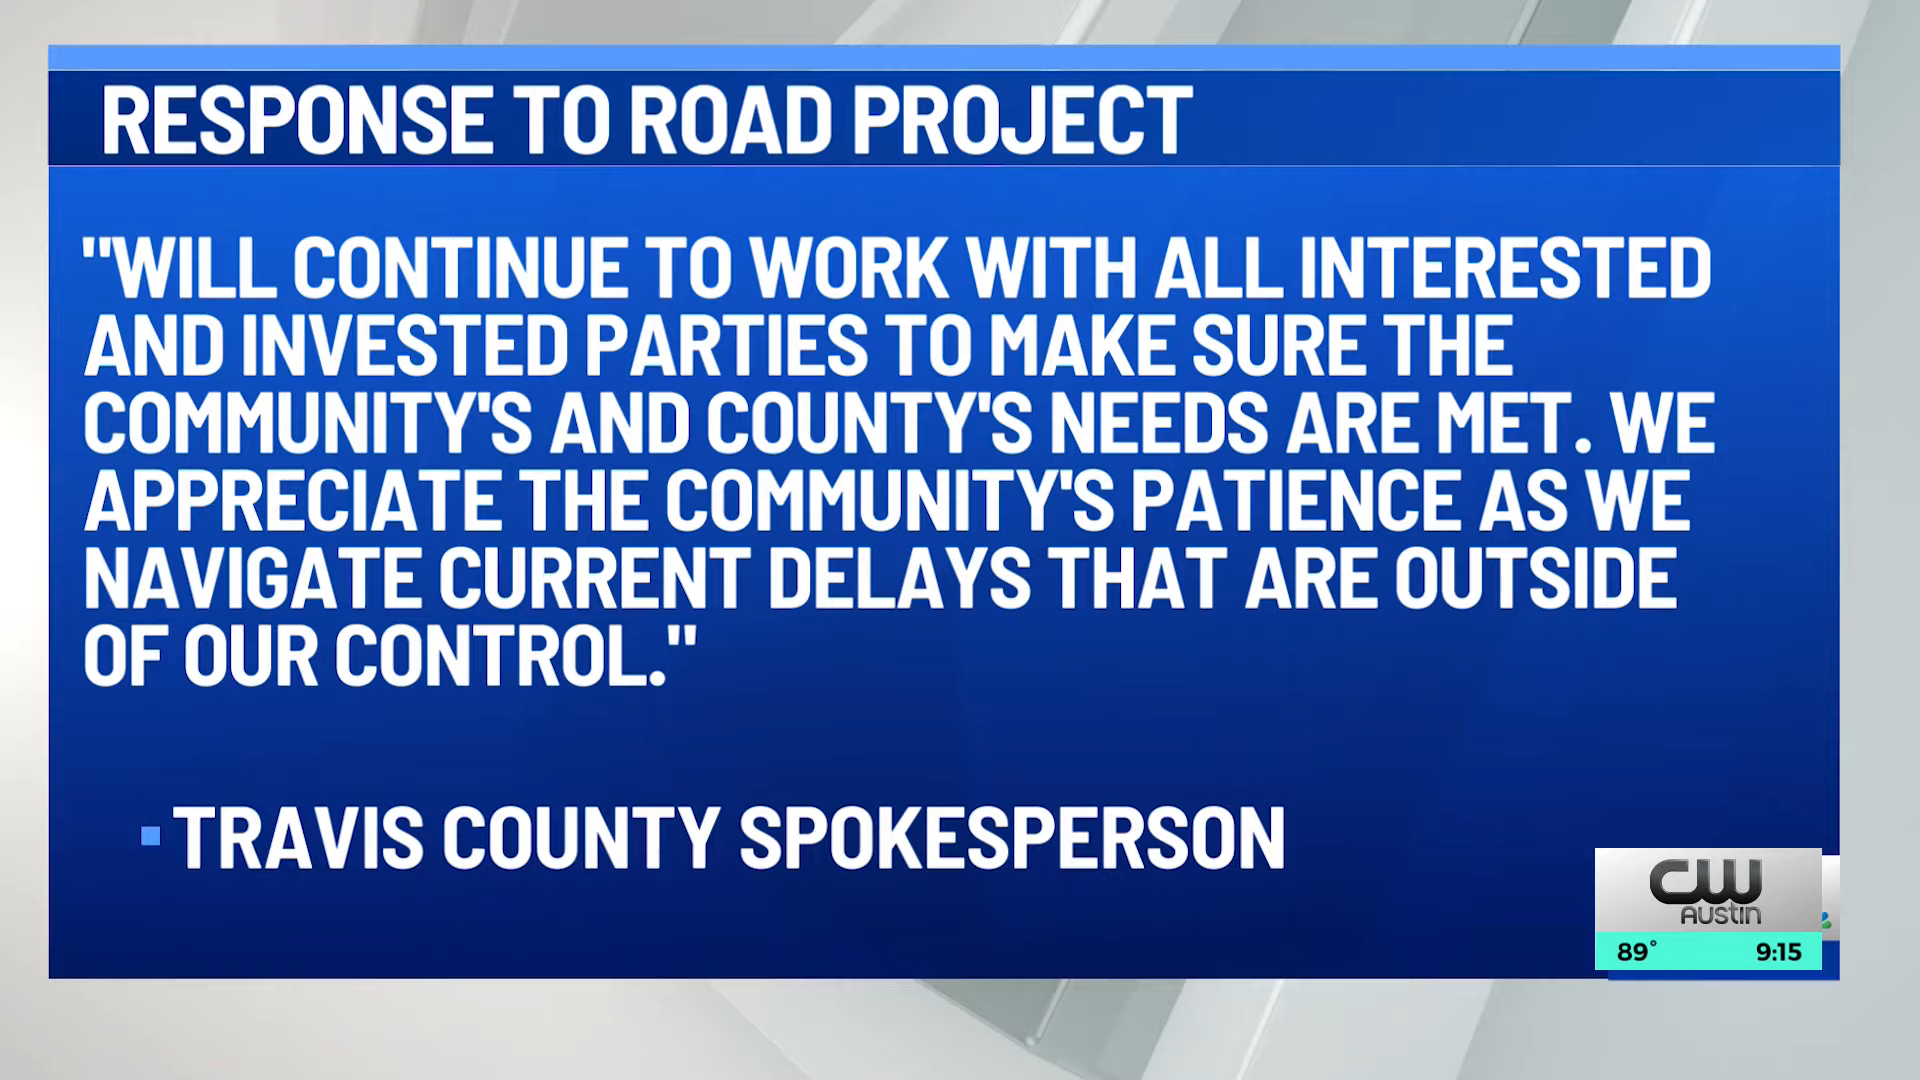 RESPONSE TO ROAD PROJECT
"WILL CONTINUE TO WORK WITH ALL INTERESTED
AND INVESTED PARTIES TO MAKE SURE THE
COMMUNITY'S AND COUNTY'S NEEDS ARE MET. WE
APPRECIATE THE COMMUNITY'S PATIENCE AS WE
NAVIGATE CURRENT DELAYS THAT ARE OUTSIDE
OF OUR CONTROL."
▪ TRAVIS COUNTY SPOKESPERSON
CW
AUSTIN
89° 9:15